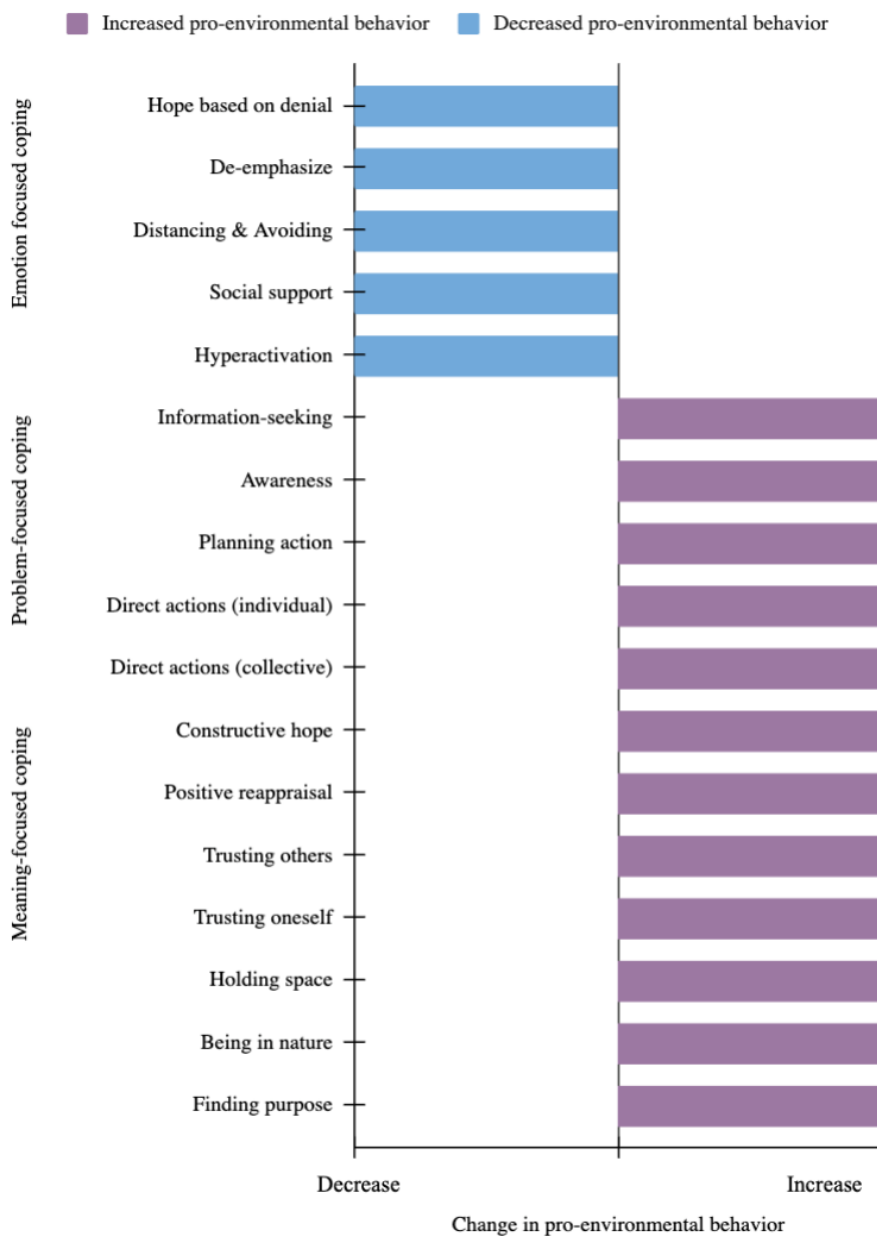 Increased pro-environmental behavior
Decreased pro-environmental behavior
Emotion focused coping
Hope based on denial
De-emphasize
Distancing & Avoiding
Social support
Hyperactivation
Problem-focused coping
Information-seeking
Awareness
Planning action
Direct actions (individual)
Direct actions (collective)
Meaning-focused coping
Constructive hope
Positive reappraisal
Trusting others
Trusting oneself
Holding space
Being in nature
Finding purpose
Decrease
Increase
Change in pro-environmental behavior